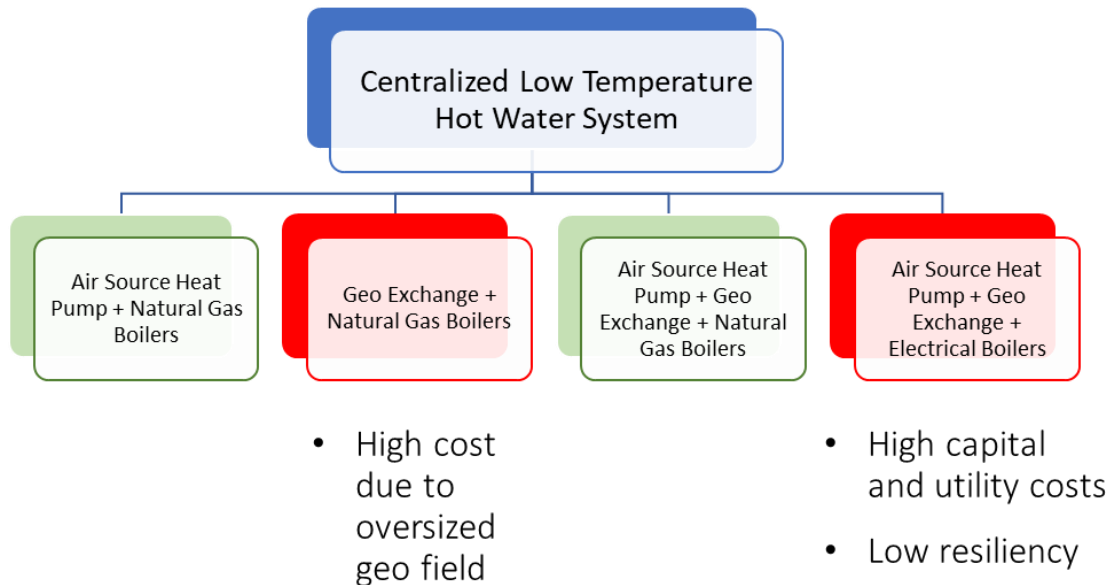 Centralized Low Temperature
Hot Water System
Air Source Heat
Pump + Natural Gas
Boilers
Geo Exchange +
Natural Gas Boilers
Air Source Heat
Pump + Geo
Exchange + Natural
Gas Boilers
Air Source Heat
Pump + Geo
Exchange +
Electrical Boilers
• High cost
due to
oversized
geo field
• High capital
and utility costs
• Low resiliency